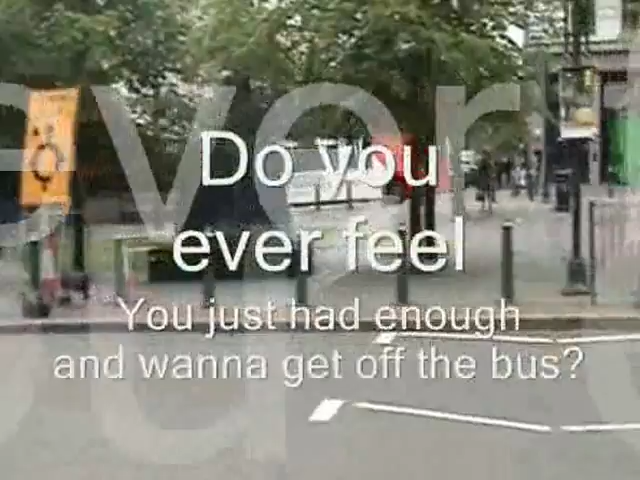 Do you
ever feel
You just had enough
and wanna get off the bus?